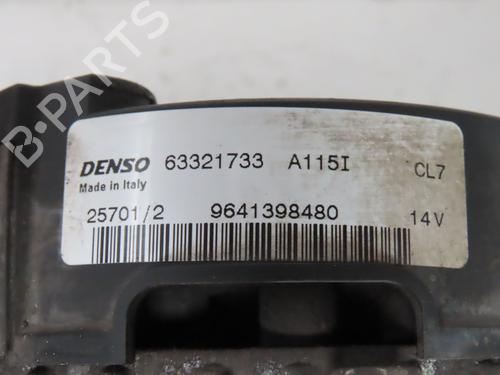 DENSO 63321733 A115I CL7
Made in Italy
25701/2 9641398480 14V
B-PARTS